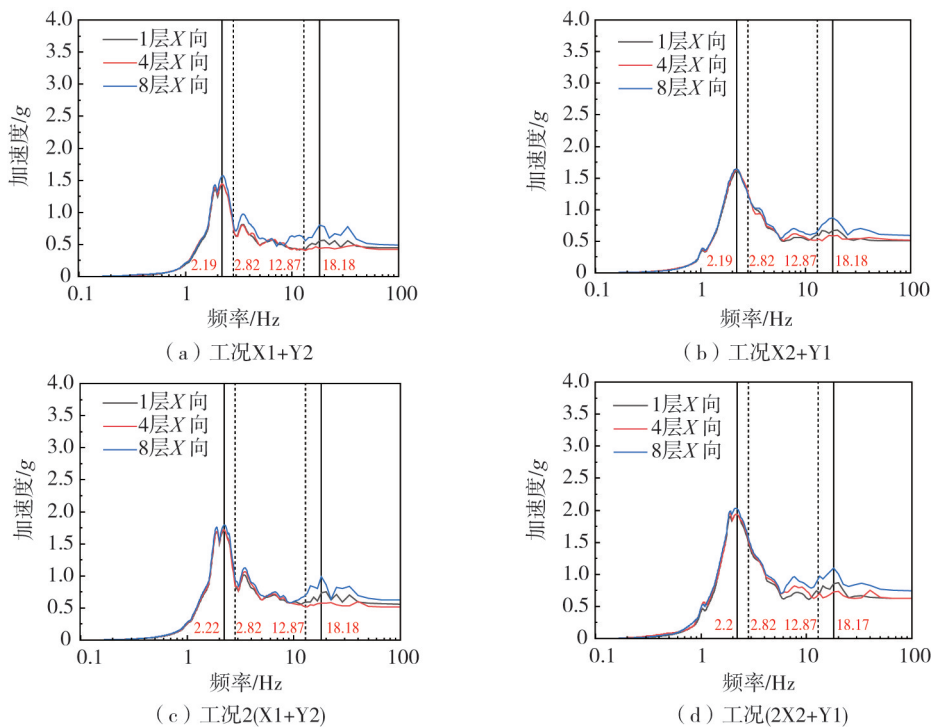 4.0
3.5
3.0
2.5
2.0
1.5
1.0
0.5
0
加速度/g
1层X向
4层X向
8层X向
2.19
2.82
12.87
18.18
0.1
1
10
100
频率/Hz
(a)工况X1+Y2
4.0
3.5
3.0
2.5
2.0
1.5
1.0
0.5
0
加速度/g
1层X向
4层X向
8层X向
2.19
2.82
12.87
18.18
0.1
1
10
100
频率/Hz
(b)工况X2+Y1
4.0
3.5
3.0
2.5
2.0
1.5
1.0
0.5
0
加速度/g
1层X向
4层X向
8层X向
2.22
2.82
12.87
18.18
0.1
1
10
100
频率/Hz
(c)工况2(X1+Y2)
4.0
3.5
3.0
2.5
2.0
1.5
1.0
0.5
0
加速度/g
1层X向
4层X向
8层X向
2.2
2.82
12.87
18.17
0.1
1
10
100
频率/Hz
(d)工况(2X2+Y1)